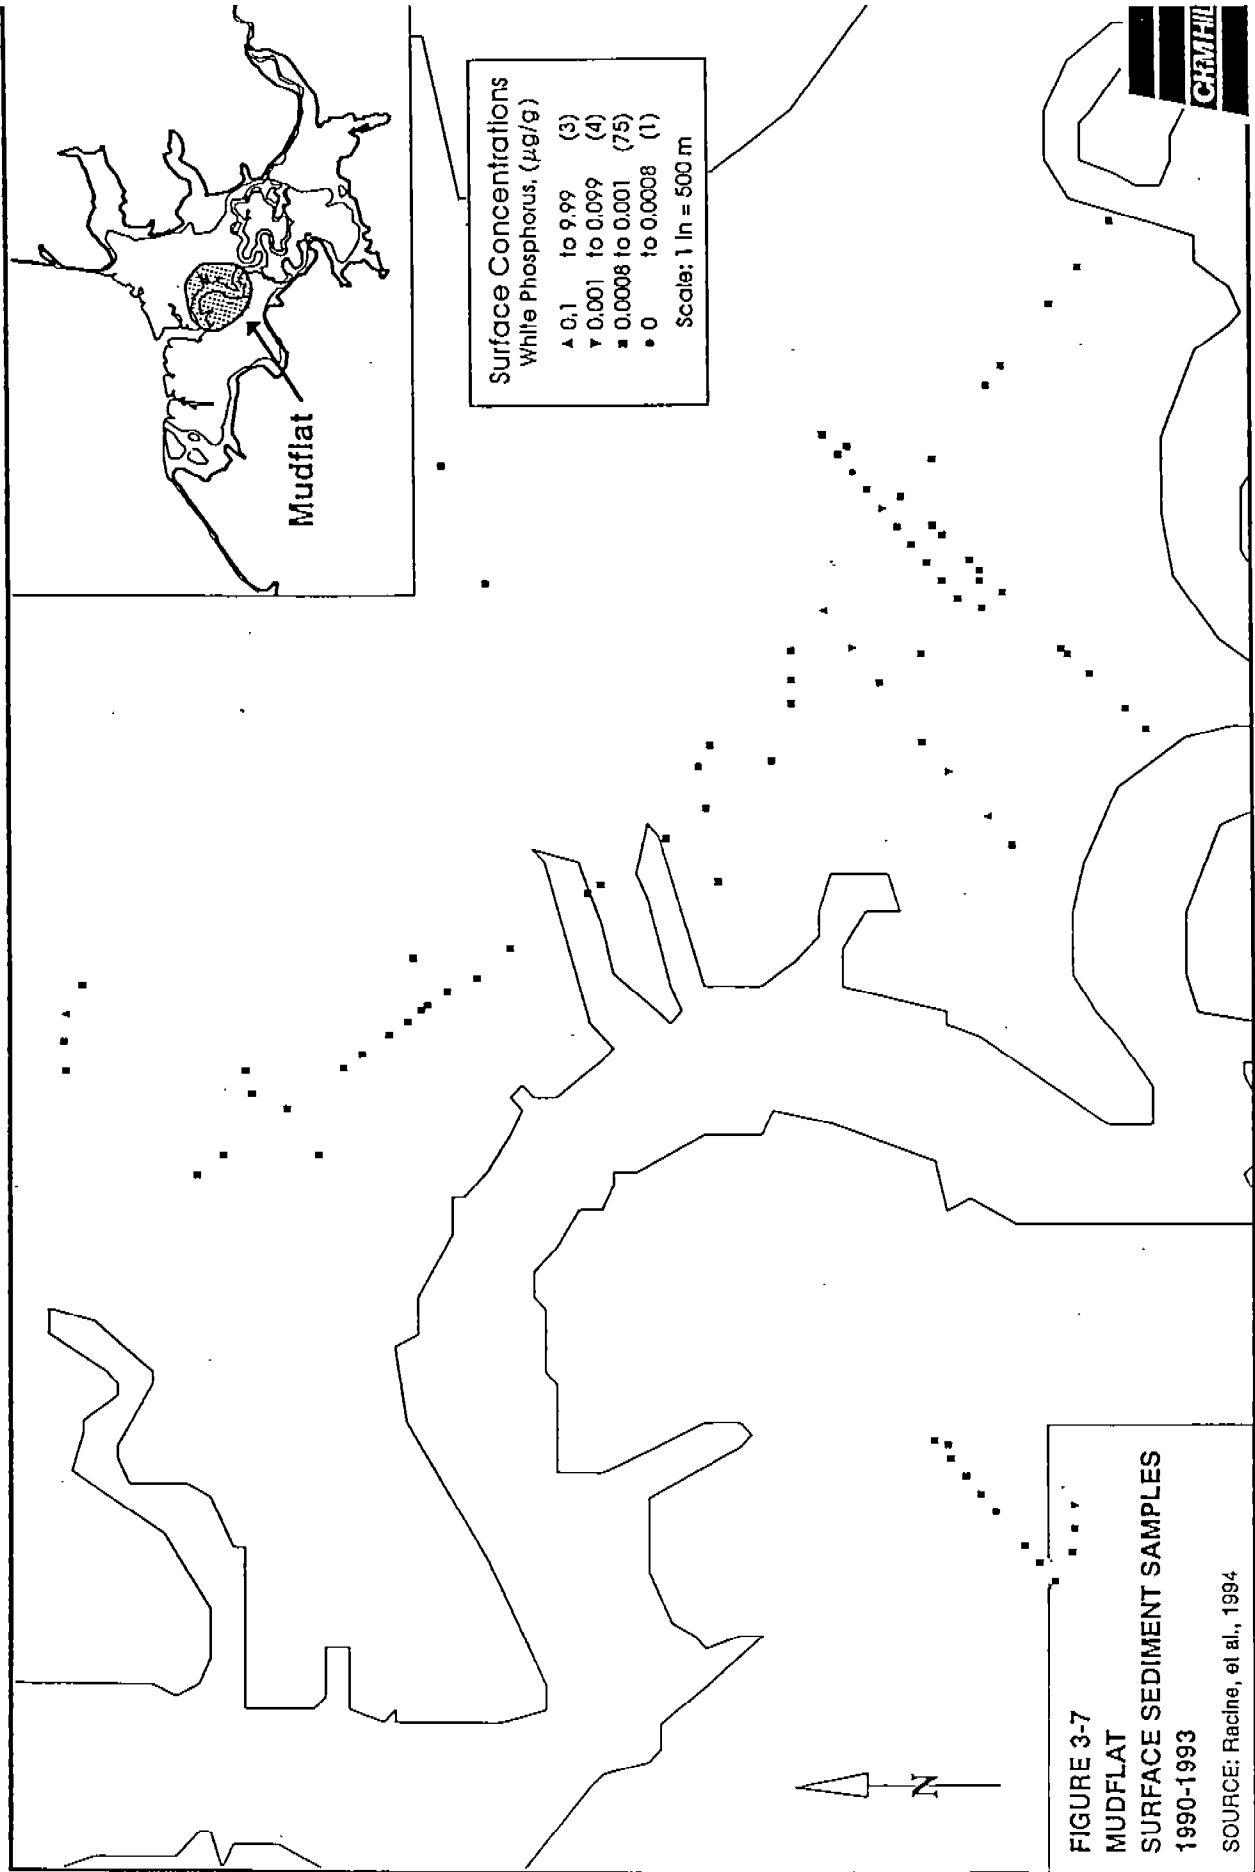 Mudflat
Surface Concentrations
White Phosphorus, (µg/g)
▲ 0.1 to 9.99 (3)
▼ 0.001 to 0.099 (4)
■ 0.0008 to 0.001 (75)
● 0 to 0.0008 (1)
Scale: 1 In = 500 m
N
FIGURE 3-7
MUDFLAT
SURFACE SEDIMENT SAMPLES
1990-1993
SOURCE: Racine, et al., 1994
CH2MHILL